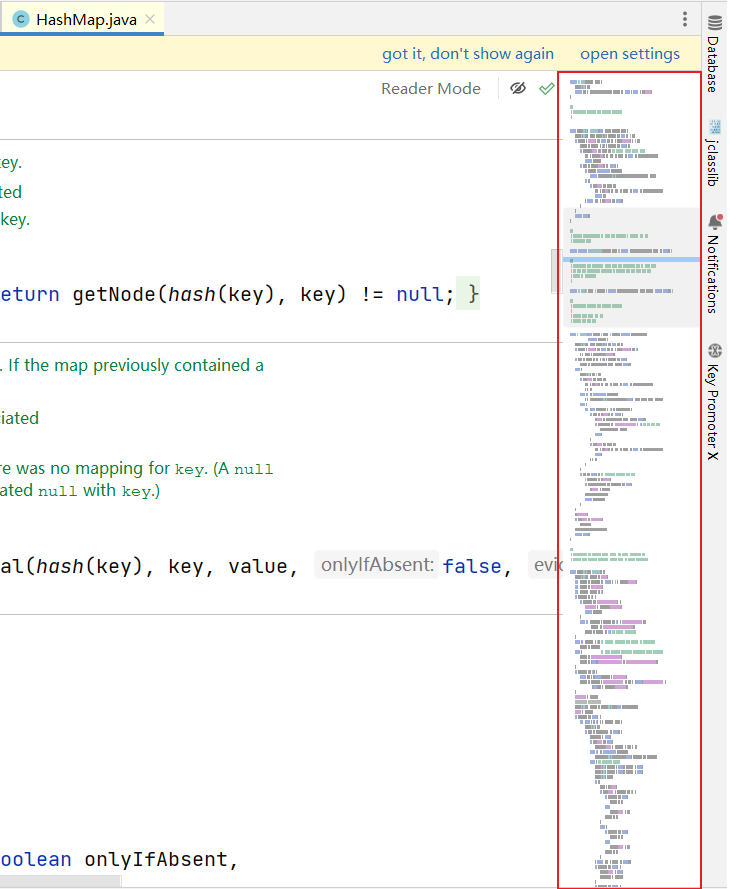 C HashMap.java
got it, don't show again open settings
Reader Mode
key.
ted
key.
eturn getNode(hash(key), key) != null; }
. If the map previously contained a
iated
re was no mapping for key. (A null
ated null with key.)
al(hash(key), key, value, onlyIfAbsent: false, evic
oolean onlyIfAbsent,
Database
jclasslib
Notifications
Key Promoter X